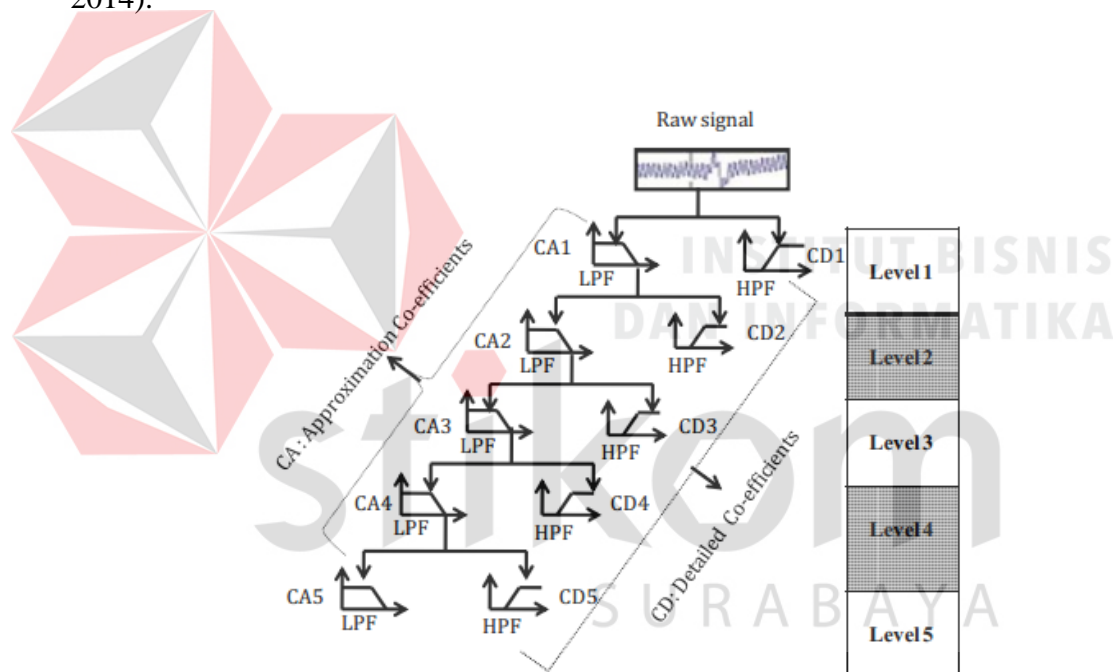 2014).
Raw signal
CA1
LPF
HPF
CD1
Level 1
CA2
LPF
HPF
CD2
Level 2
CA3
LPF
HPF
CD3
Level 3
CA4
LPF
HPF
CD4
Level 4
CA5
LPF
HPF
CD5
Level 5
CA : Approximation Co-efficients
CD: Detailed Co-efficients
INSTITUT BISNIS
DAN INFORMATIKA
stikom
SURABAYA